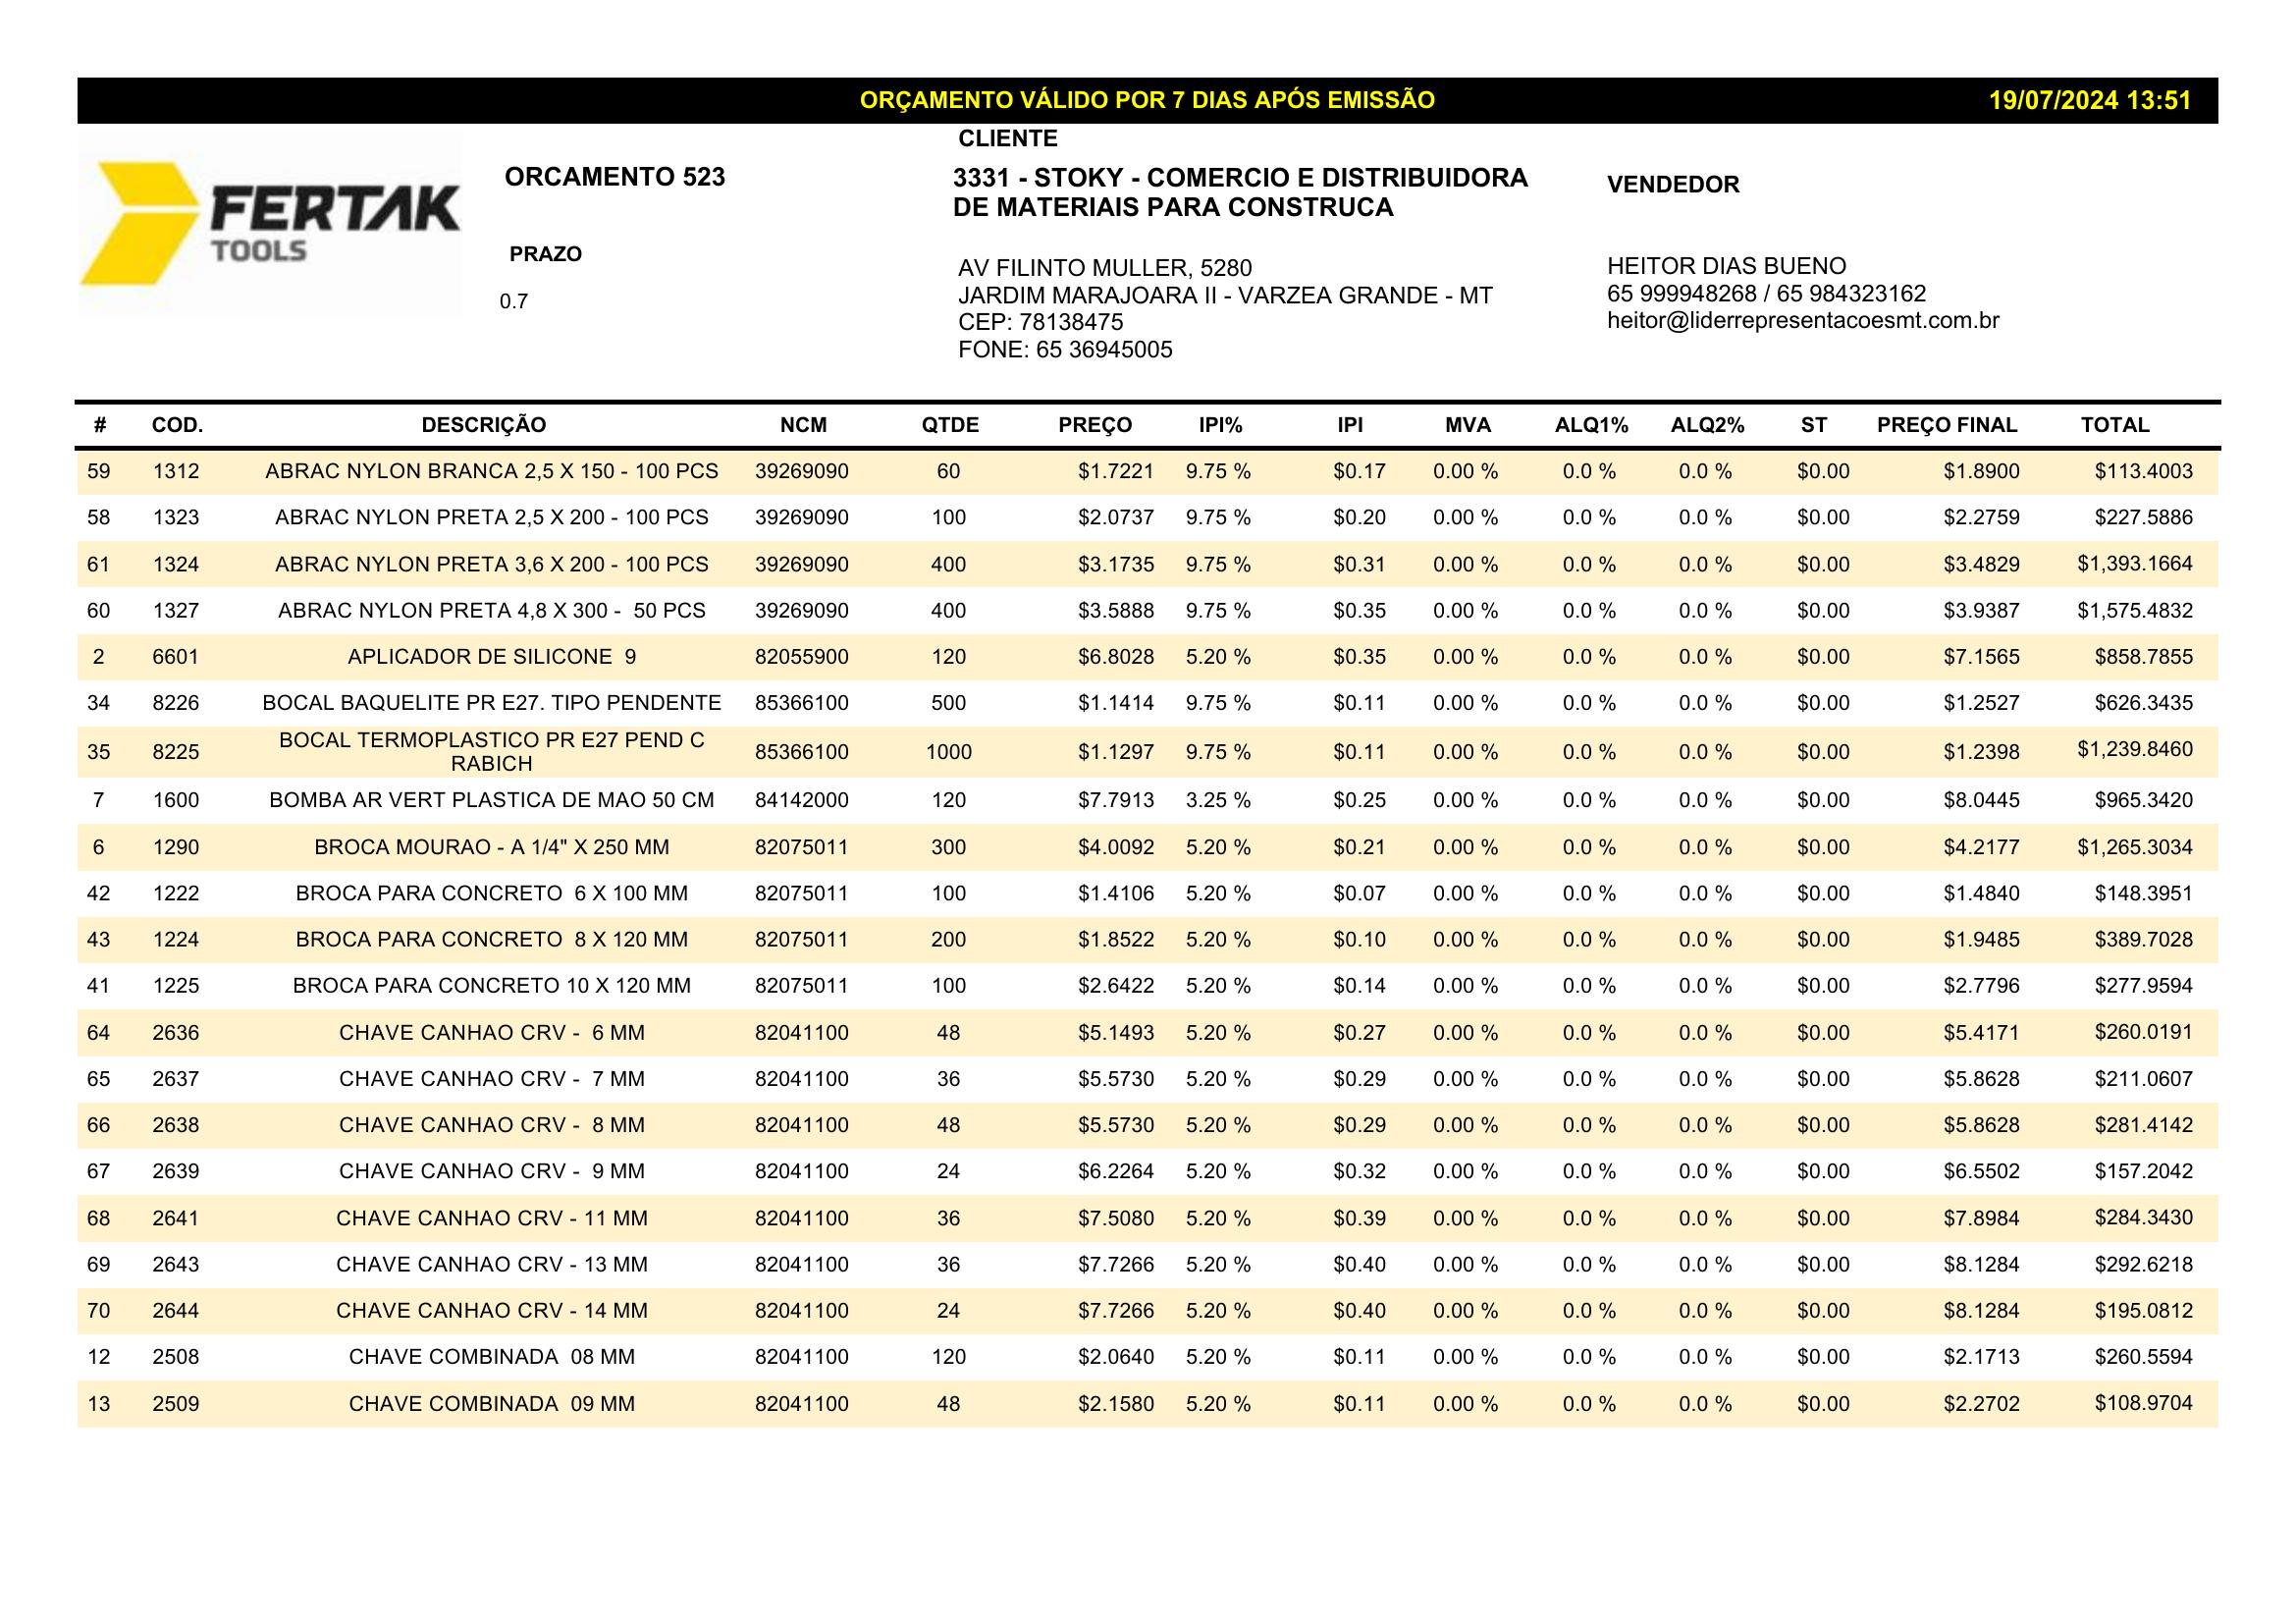 ORÇAMENTO VÁLIDO POR 7 DIAS APÓS EMISSÃO 19/07/2024 13:51
FERTAK
TOOLS
ORCAMENTO 523
PRAZO
0.7
CLIENTE
3331 - STOKY - COMERCIO E DISTRIBUIDORA
DE MATERIAIS PARA CONSTRUCA
AV FILINTO MULLER, 5280
JARDIM MARAJOARA II - VARZEA GRANDE - MT
CEP: 78138475
FONE: 65 36945005
VENDEDOR
HEITOR DIAS BUENO
65 999948268 / 65 984323162
heitor@liderrepresentacoesmt.com.br
# COD. DESCRIÇÃO NCM QTDE PREÇO IPI% IPI MVA ALQ1% ALQ2% ST PREÇO FINAL TOTAL
59 1312 ABRAC NYLON BRANCA 2,5 X 150 - 100 PCS 39269090 60 $1.7221 9.75 % $0.17 0.00 % 0.0 % 0.0 % $0.00 $1.8900 $113.4003
58 1323 ABRAC NYLON PRETA 2,5 X 200 - 100 PCS 39269090 100 $2.0737 9.75 % $0.20 0.00 % 0.0 % 0.0 % $0.00 $2.2759 $227.5886
61 1324 ABRAC NYLON PRETA 3,6 X 200 - 100 PCS 39269090 400 $3.1735 9.75 % $0.31 0.00 % 0.0 % 0.0 % $0.00 $3.4829 $1,393.1664
60 1327 ABRAC NYLON PRETA 4,8 X 300 - 50 PCS 39269090 400 $3.5888 9.75 % $0.35 0.00 % 0.0 % 0.0 % $0.00 $3.9387 $1,575.4832
2 6601 APLICADOR DE SILICONE 9 82055900 120 $6.8028 5.20 % $0.35 0.00 % 0.0 % 0.0 % $0.00 $7.1565 $858.7855
34 8226 BOCAL BAQUELITE PR E27. TIPO PENDENTE 85366100 500 $1.1414 9.75 % $0.11 0.00 % 0.0 % 0.0 % $0.00 $1.2527 $626.3435
35 8225 BOCAL TERMOPLASTICO PR E27 PEND C
RABICH 85366100 1000 $1.1297 9.75 % $0.11 0.00 % 0.0 % 0.0 % $0.00 $1.2398 $1,239.8460
7 1600 BOMBA AR VERT PLASTICA DE MAO 50 CM 84142000 120 $7.7913 3.25 % $0.25 0.00 % 0.0 % 0.0 % $0.00 $8.0445 $965.3420
6 1290 BROCA MOURAO - A 1/4" X 250 MM 82075011 300 $4.0092 5.20 % $0.21 0.00 % 0.0 % 0.0 % $0.00 $4.2177 $1,265.3034
42 1222 BROCA PARA CONCRETO 6 X 100 MM 82075011 100 $1.4106 5.20 % $0.07 0.00 % 0.0 % 0.0 % $0.00 $1.4840 $148.3951
43 1224 BROCA PARA CONCRETO 8 X 120 MM 82075011 200 $1.8522 5.20 % $0.10 0.00 % 0.0 % 0.0 % $0.00 $1.9485 $389.7028
41 1225 BROCA PARA CONCRETO 10 X 120 MM 82075011 100 $2.6422 5.20 % $0.14 0.00 % 0.0 % 0.0 % $0.00 $2.7796 $277.9594
64 2636 CHAVE CANHAO CRV - 6 MM 82041100 48 $5.1493 5.20 % $0.27 0.00 % 0.0 % 0.0 % $0.00 $5.4171 $260.0191
65 2637 CHAVE CANHAO CRV - 7 MM 82041100 36 $5.5730 5.20 % $0.29 0.00 % 0.0 % 0.0 % $0.00 $5.8628 $211.0607
66 2638 CHAVE CANHAO CRV - 8 MM 82041100 48 $5.5730 5.20 % $0.29 0.00 % 0.0 % 0.0 % $0.00 $5.8628 $281.4142
67 2639 CHAVE CANHAO CRV - 9 MM 82041100 24 $6.2264 5.20 % $0.32 0.00 % 0.0 % 0.0 % $0.00 $6.5502 $157.2042
68 2641 CHAVE CANHAO CRV - 11 MM 82041100 36 $7.5080 5.20 % $0.39 0.00 % 0.0 % 0.0 % $0.00 $7.8984 $284.3430
69 2643 CHAVE CANHAO CRV - 13 MM 82041100 36 $7.7266 5.20 % $0.40 0.00 % 0.0 % 0.0 % $0.00 $8.1284 $292.6218
70 2644 CHAVE CANHAO CRV - 14 MM 82041100 24 $7.7266 5.20 % $0.40 0.00 % 0.0 % 0.0 % $0.00 $8.1284 $195.0812
12 2508 CHAVE COMBINADA 08 MM 82041100 120 $2.0640 5.20 % $0.11 0.00 % 0.0 % 0.0 % $0.00 $2.1713 $260.5594
13 2509 CHAVE COMBINADA 09 MM 82041100 48 $2.1580 5.20 % $0.11 0.00 % 0.0 % 0.0 % $0.00 $2.2702 $108.9704